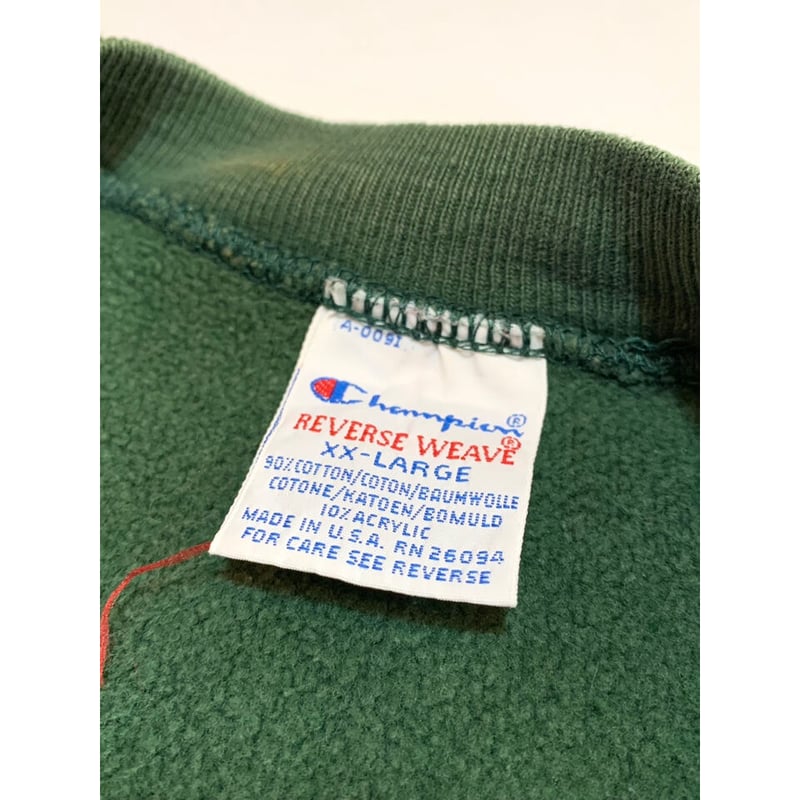 A-0091
Champion®
REVERSE WEAVE®
XX-LARGE
90% COTTON/COTON/BAUMWOLLE
COTONE/KATOEN/BOMULD
10% ACRYLIC
MADE IN U.S.A. RN 26094
FOR CARE SEE REVERSE